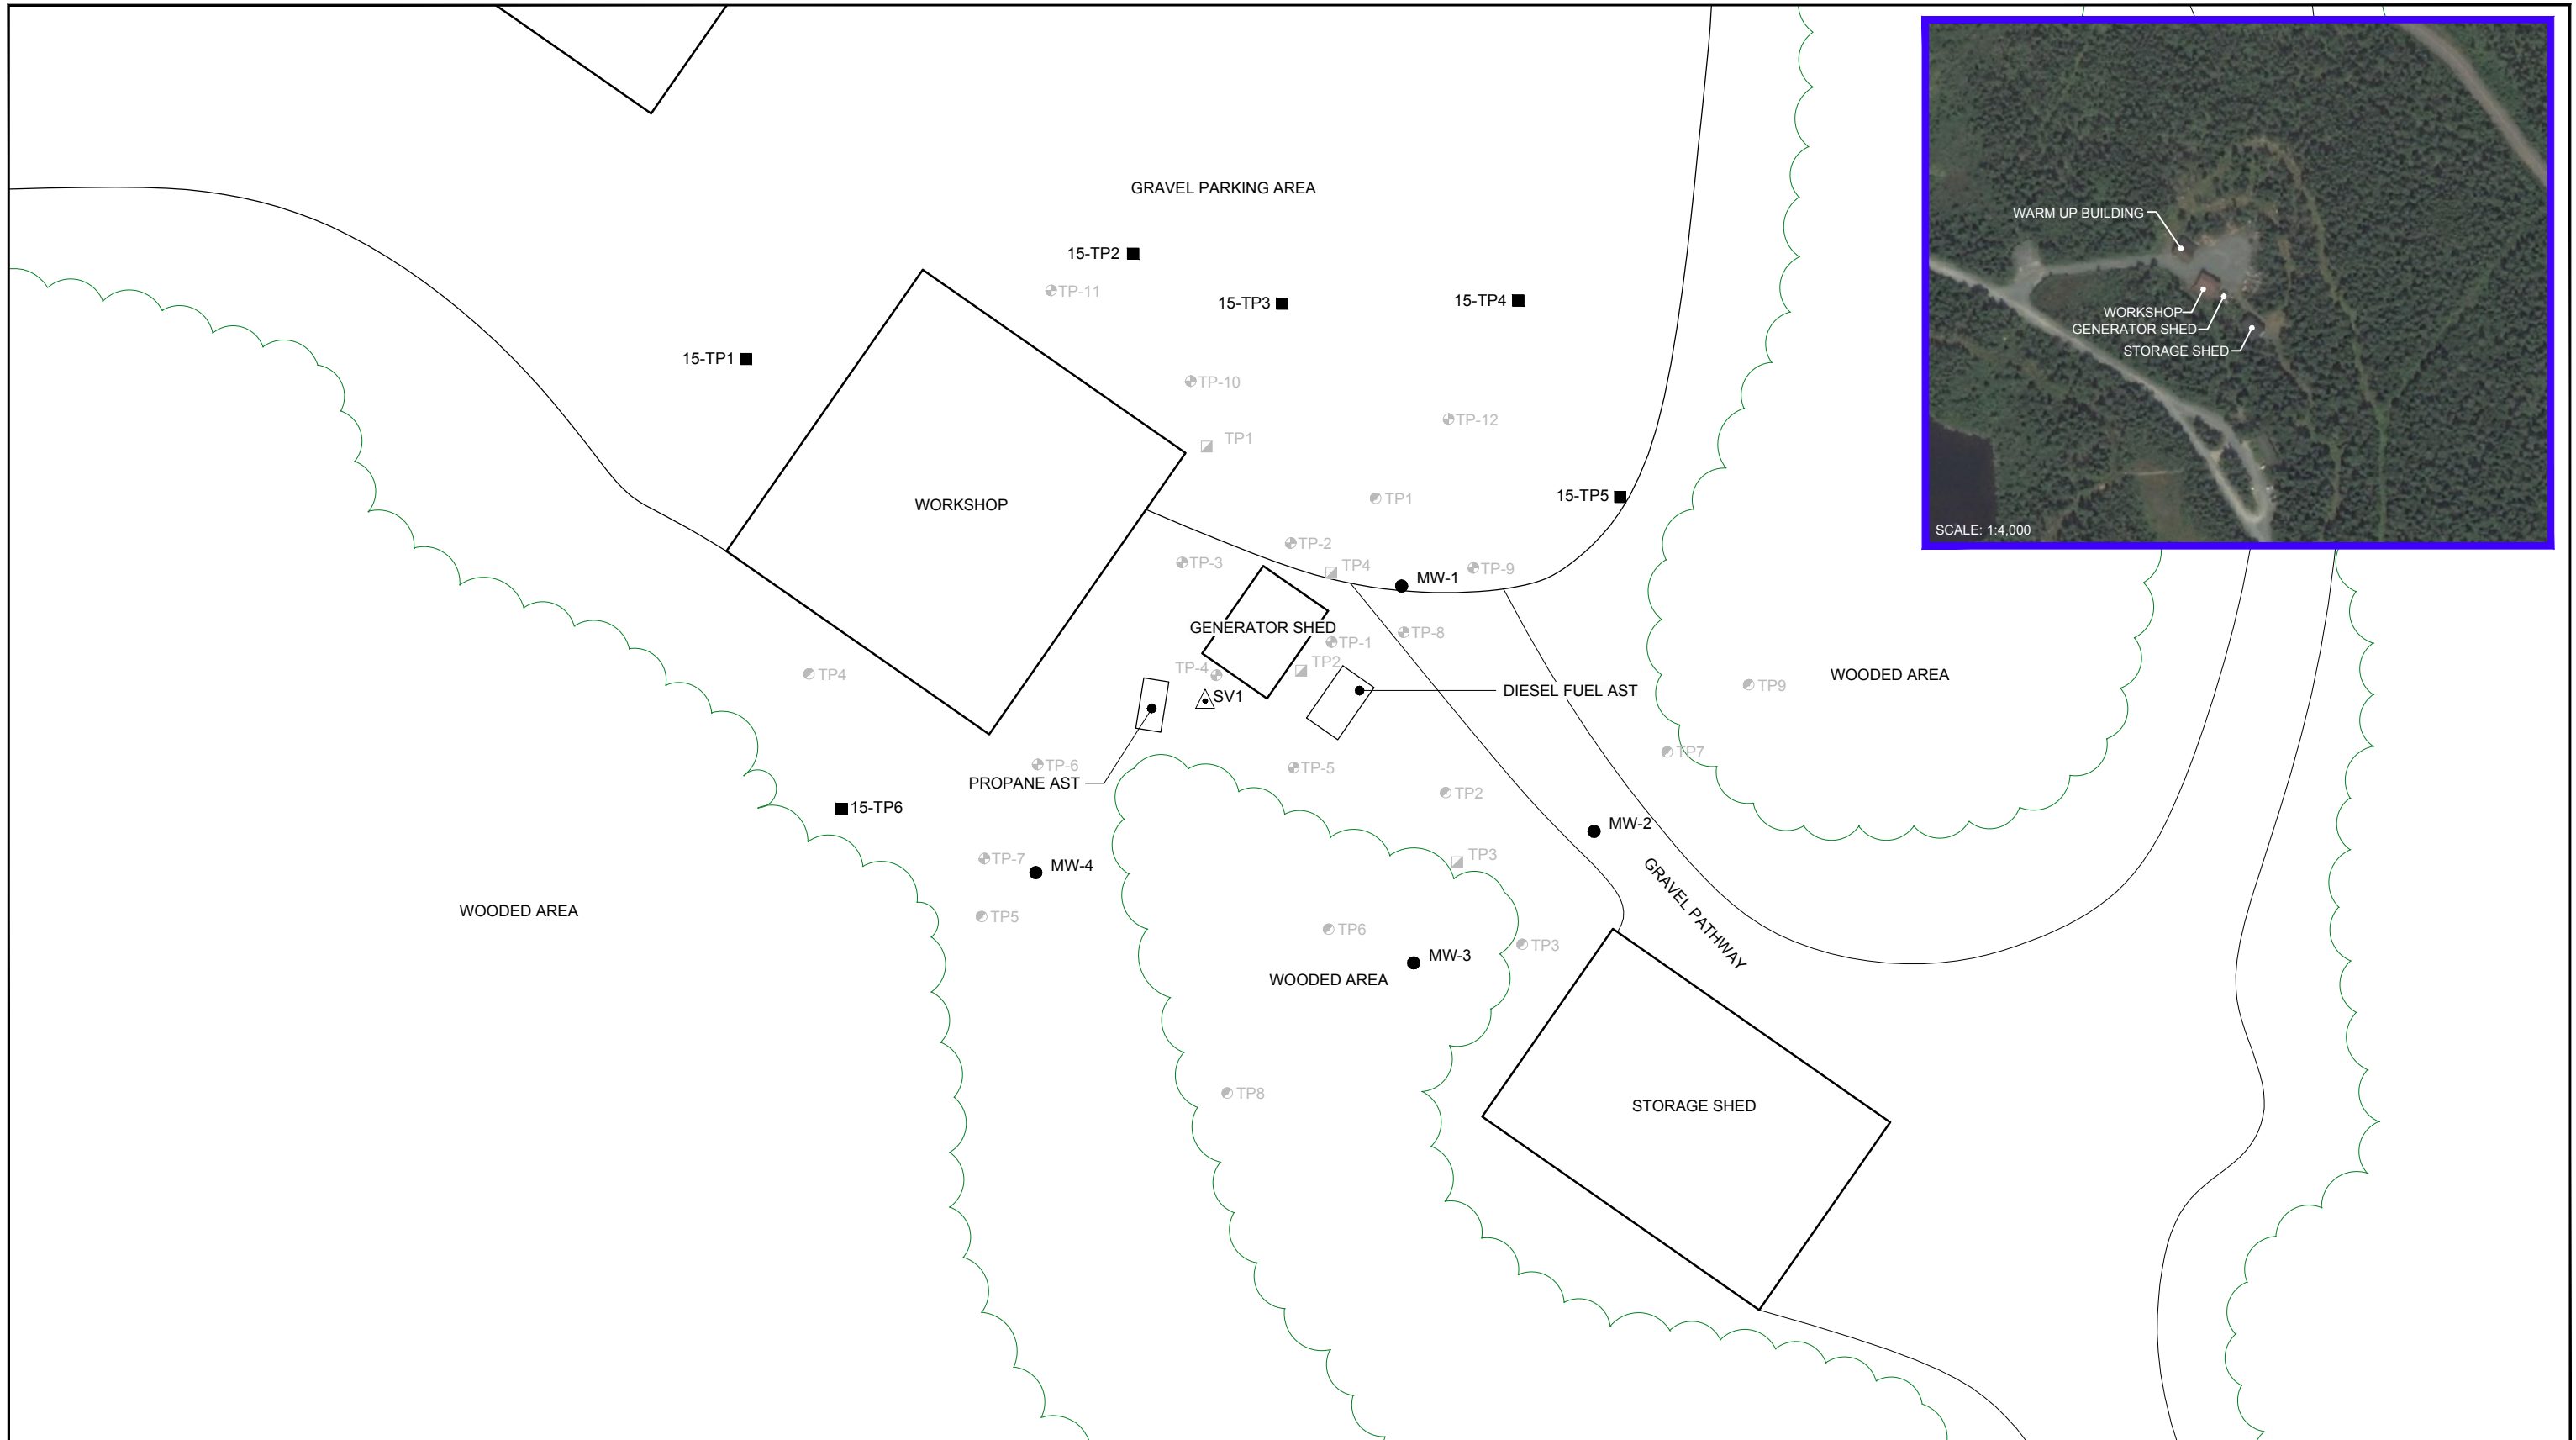 GRAVEL PARKING AREA
WARM UP BUILDING
15-TP2
TP-11
15-TP3
15-TP4
WORKSHOP
GENERATOR SHED
STORAGE SHED
15-TP1
TP-10
TP-12
TP1
TP1
15-TP5
WORKSHOP
SCALE: 1:4,000
TP-2
TP-3
TP4
TP-9
MW-1
GENERATOR SHED
TP-8
TP-1
TP2
TP-4
TP4
WOODED AREA
TP9
DIESEL FUEL AST
SV1
TP7
TP-6
TP-5
PROPANE AST
TP2
15-TP6
MW-2
TP3
TP-7
MW-4
GRAVEL PATHWAY
WOODED AREA
TP5
TP6
TP3
MW-3
WOODED AREA
TP8
STORAGE SHED